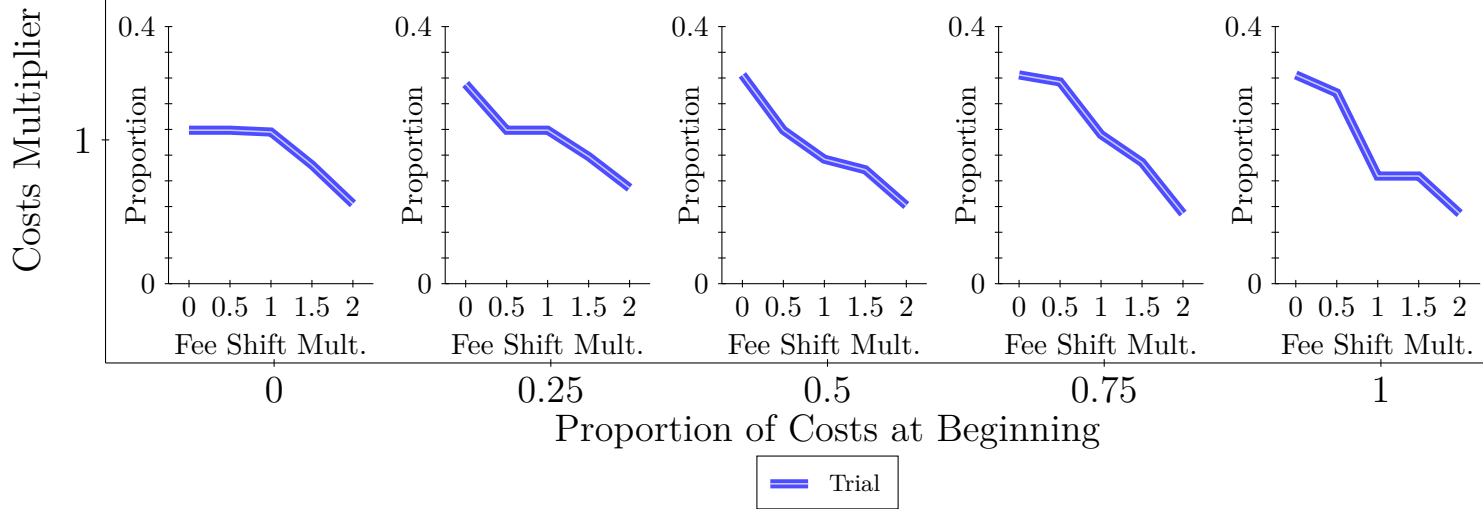 Costs Multiplier
1
0.4
0
Proportion
0 0.5 1 1.5 2
Fee Shift Mult.
0.4
0
Proportion
0 0.5 1 1.5 2
Fee Shift Mult.
0.4
0
Proportion
0 0.5 1 1.5 2
Fee Shift Mult.
0.4
0
Proportion
0 0.5 1 1.5 2
Fee Shift Mult.
0.4
0
Proportion
0 0.5 1 1.5 2
Fee Shift Mult.
0 0.25 0.5 0.75 1
Proportion of Costs at Beginning
Trial